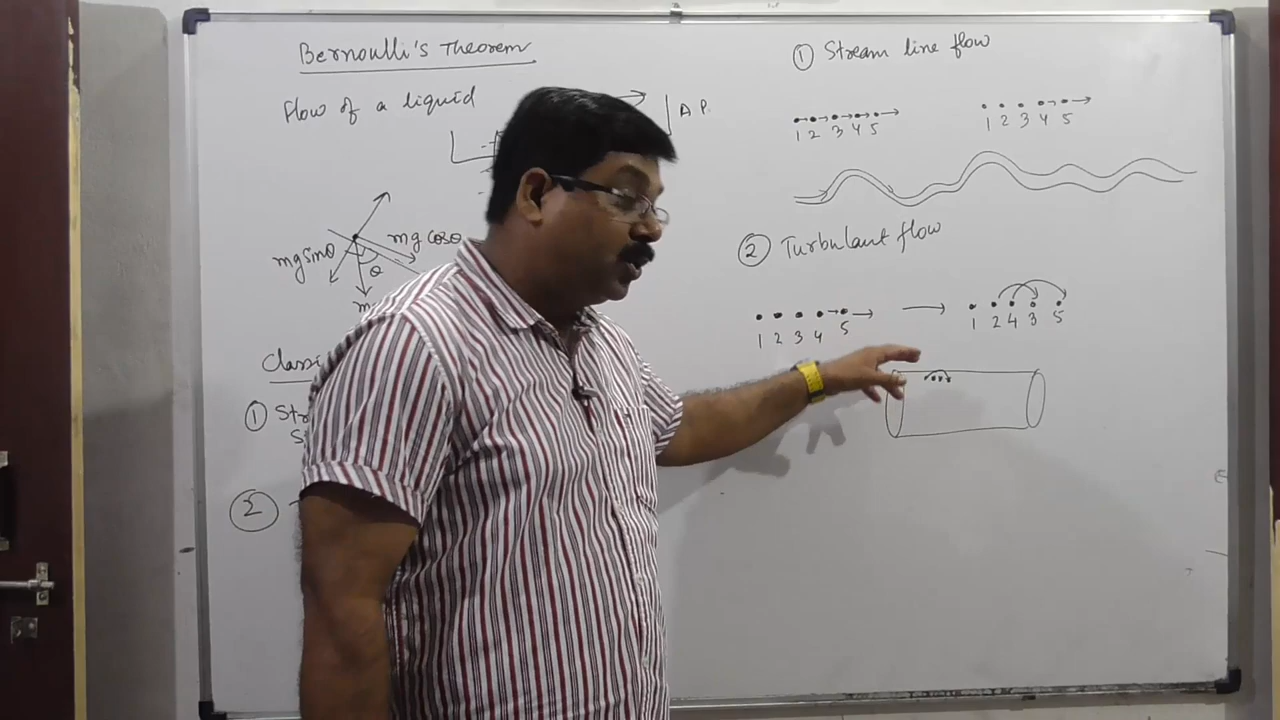 Bernoulli's Theorem
Flow of a liquid
A P.
mg sinθ
mg cosθ
θ
①
②
① Stream line flow
1 2 3 4 5
1 2 3 4 5
② Turbulant flow
1 2 3 4 5
1 2 4 3 5